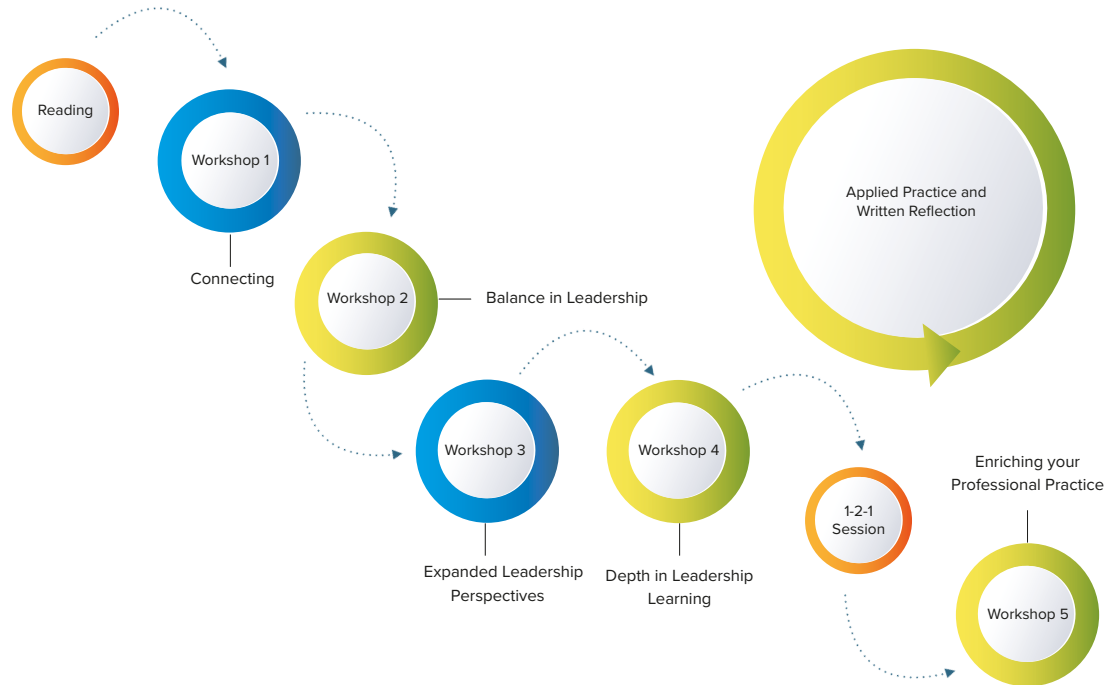 Reading
Workshop 1
Connecting
Workshop 2
Balance in Leadership
Workshop 3
Expanded Leadership
Perspectives
Workshop 4
Depth in Leadership
Learning
1-2-1
Session
Enriching your
Professional Practice
Workshop 5
Applied Practice and
Written Reflection